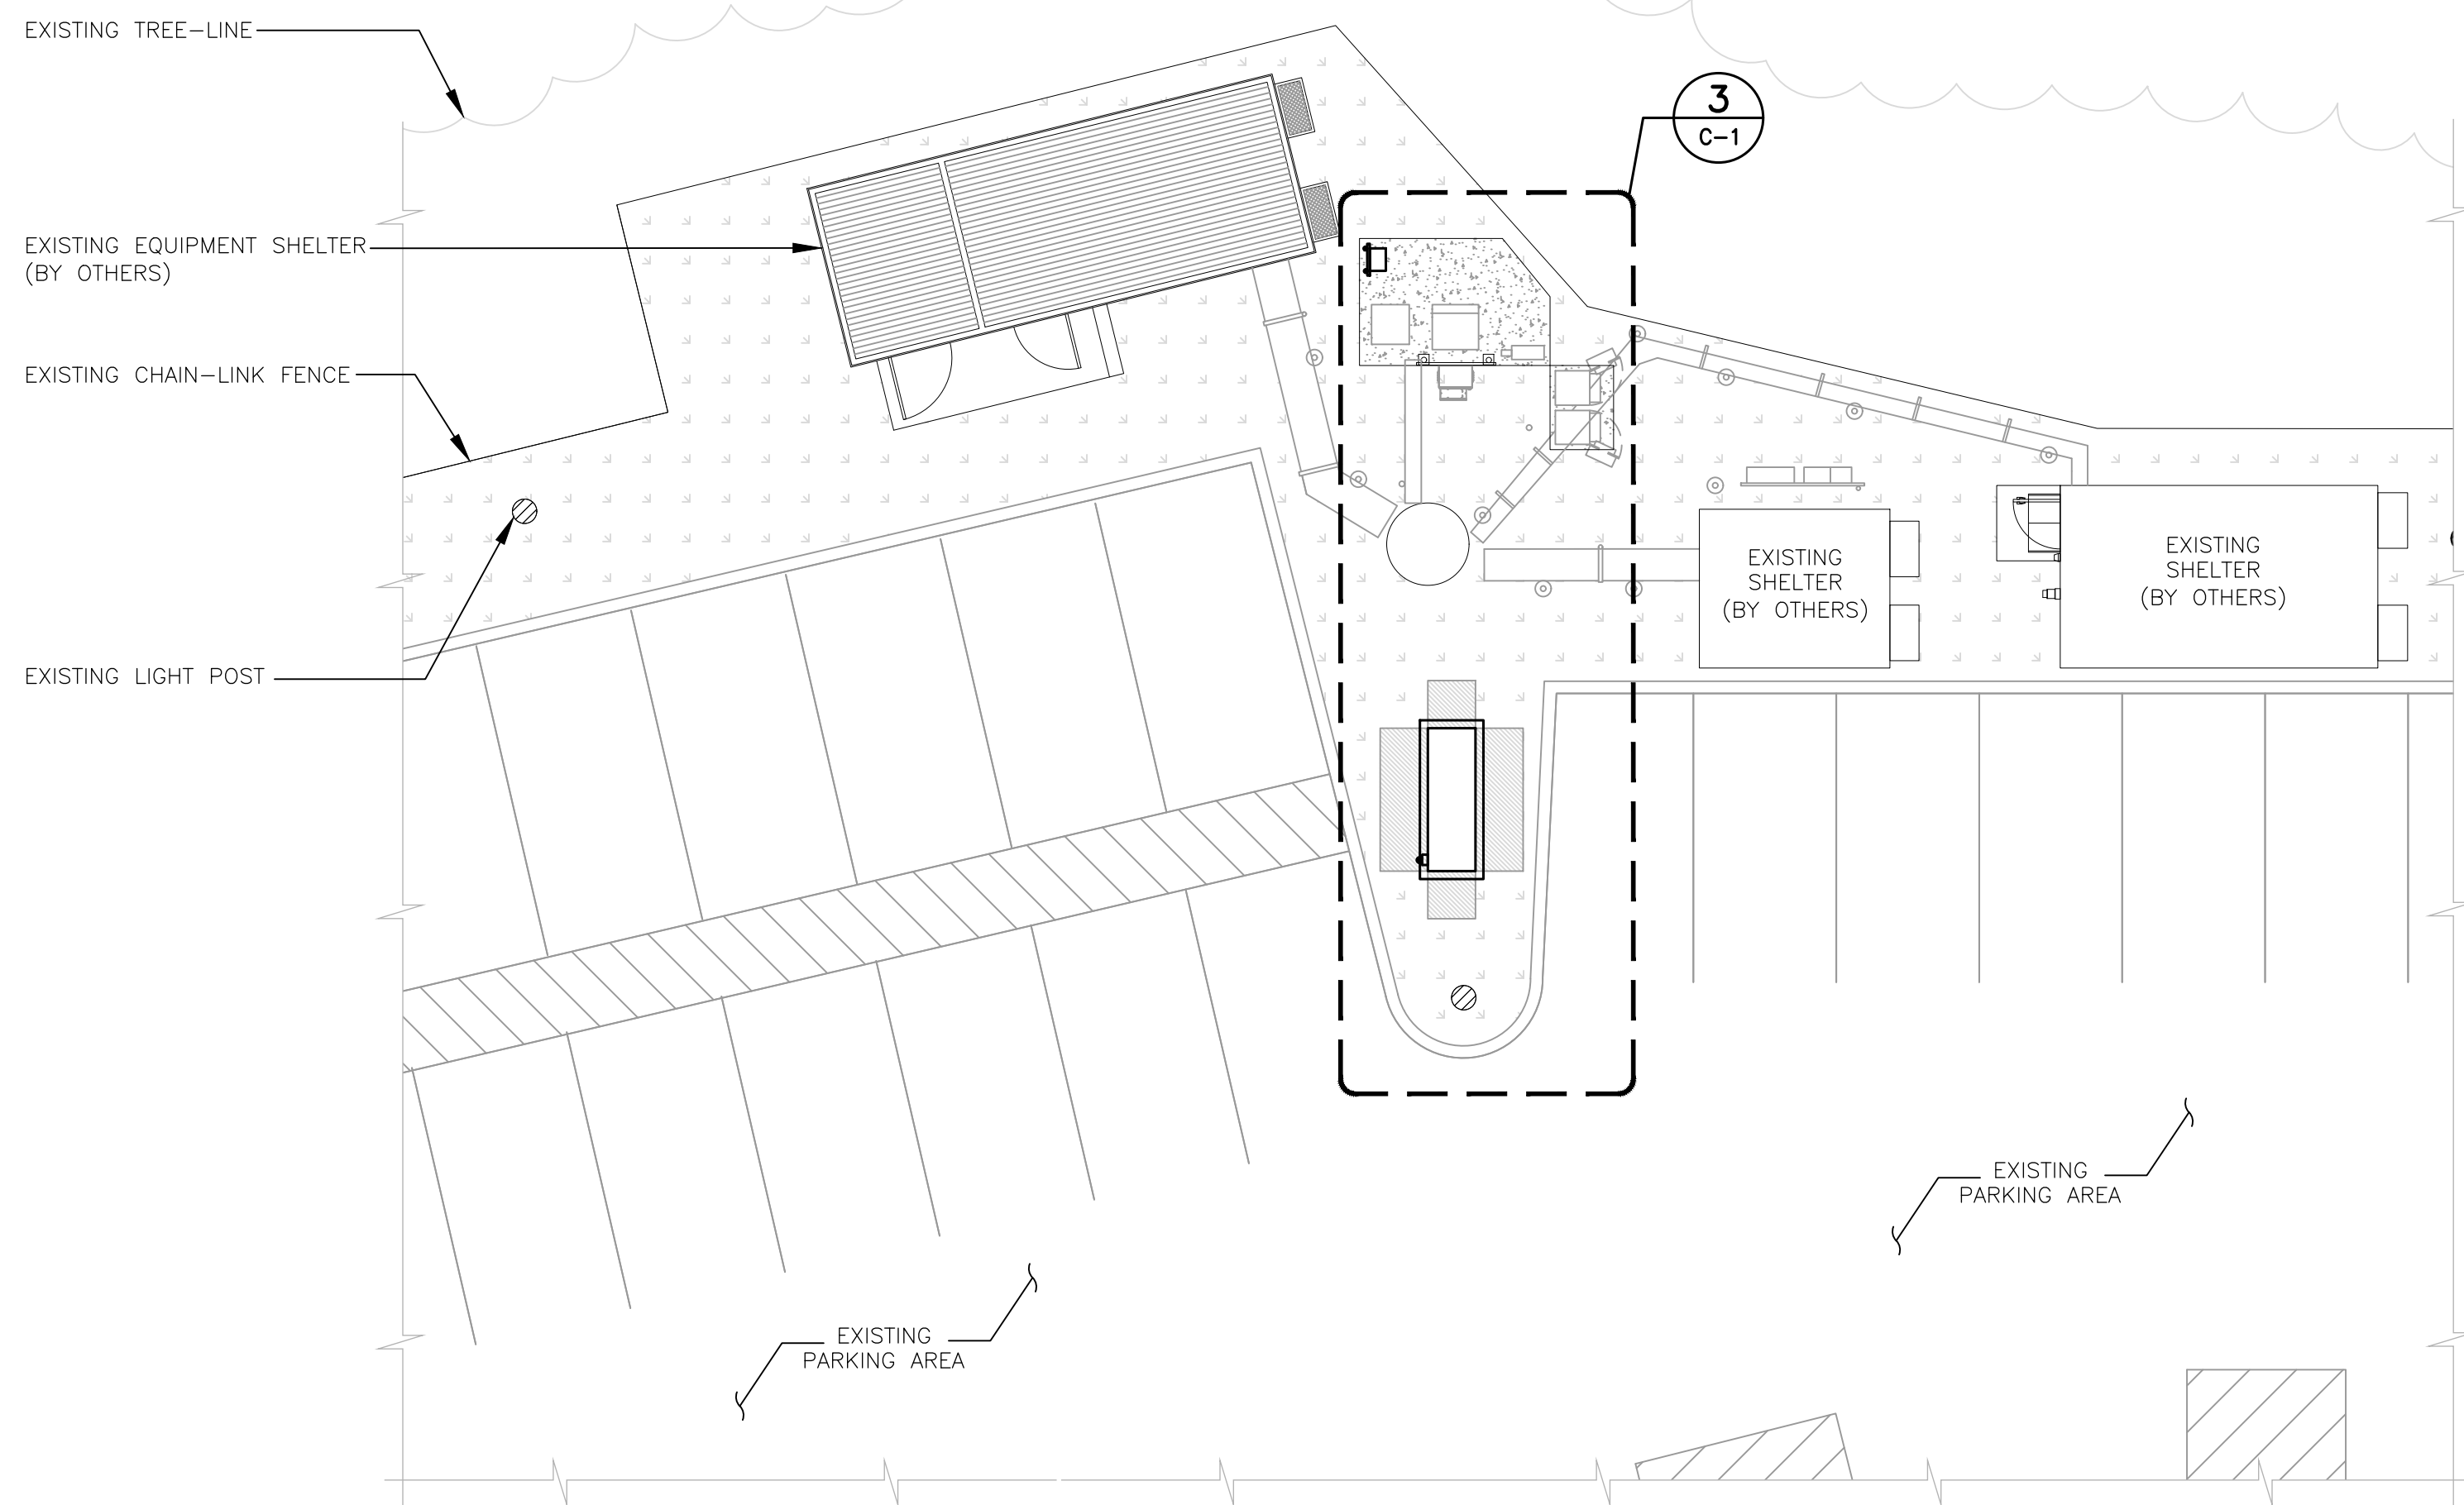 EXISTING TREE-LINE
3
C-1
EXISTING EQUIPMENT SHELTER
(BY OTHERS)
EXISTING CHAIN-LINK FENCE
EXISTING LIGHT POST
EXISTING
SHELTER
(BY OTHERS)
EXISTING
SHELTER
(BY OTHERS)
EXISTING
PARKING AREA
EXISTING
PARKING AREA